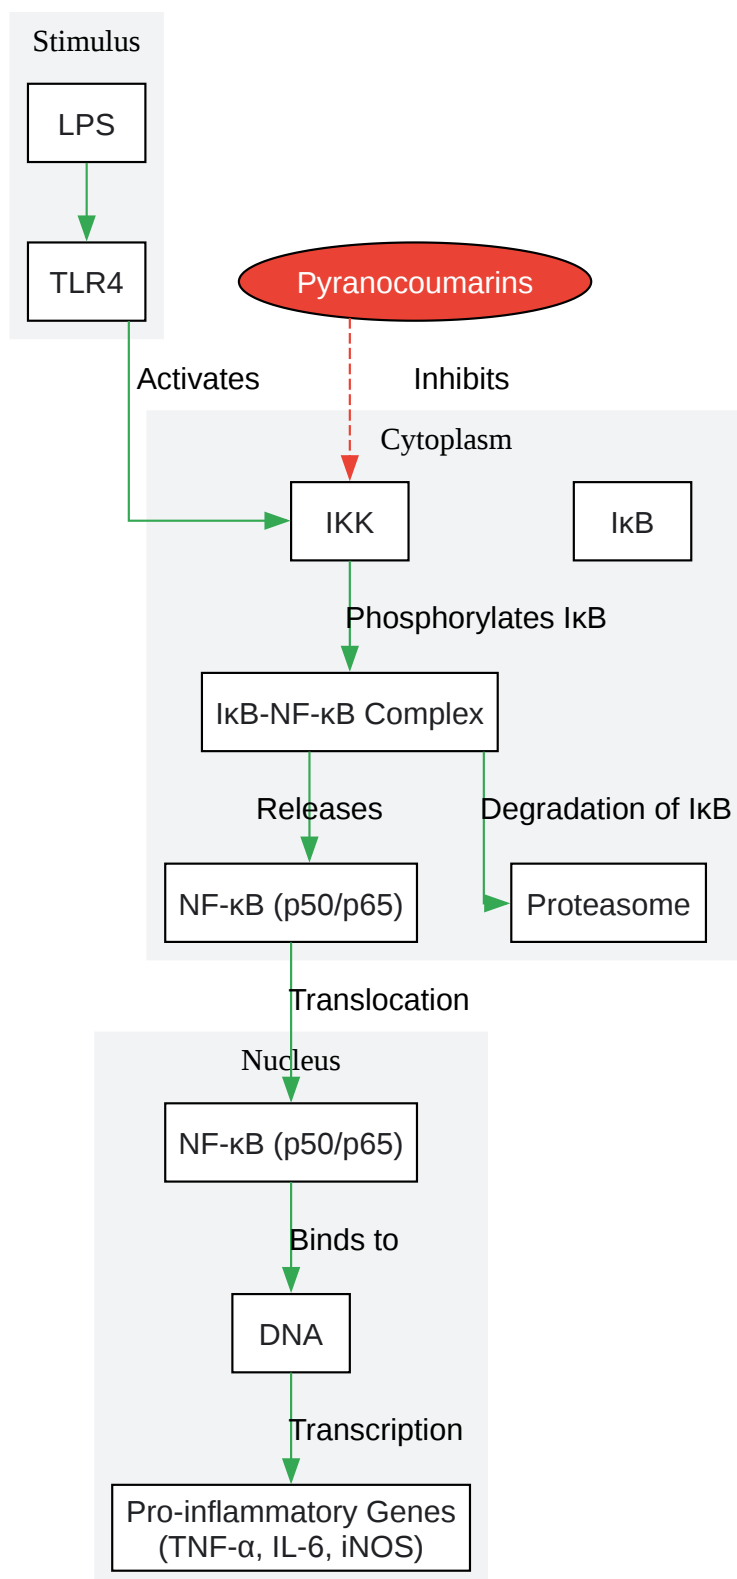 Stimulus
LPS
TLR4
Pyranocoumarins
Activates
Inhibits
Cytoplasm
IKK
IκB
Phosphorylates IκB
IκB-NF-κB Complex
Releases
Degradation of IκB
NF-κB (p50/p65)
Proteasome
Translocation
Nucleus
NF-κB (p50/p65)
Binds to
DNA
Transcription
Pro-inflammatory Genes
(TNF-α, IL-6, iNOS)